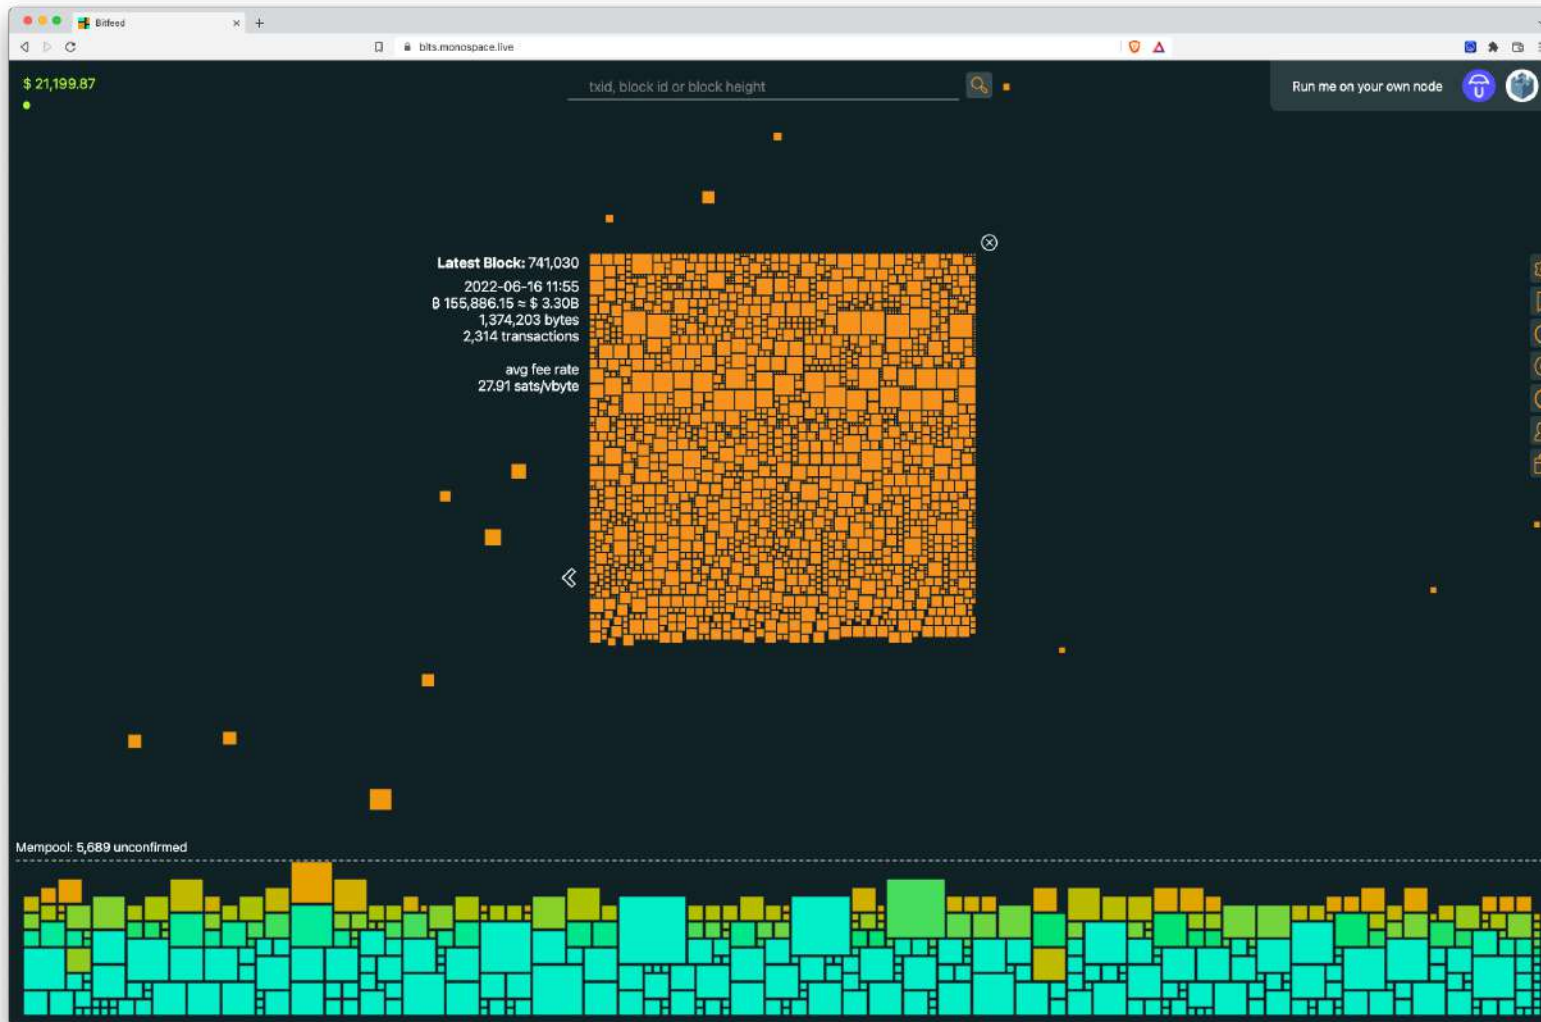 Bitfeed
bits.monospace.live
$ 21,199.87
txid, block id or block height
Run me on your own node
Latest Block: 741,030
2022-06-16 11:55
₿ 155,886.15 ≈ $ 3.30B
1,374,203 bytes
2,314 transactions
avg fee rate
27.91 sats/vbyte
Mempool: 5,689 unconfirmed